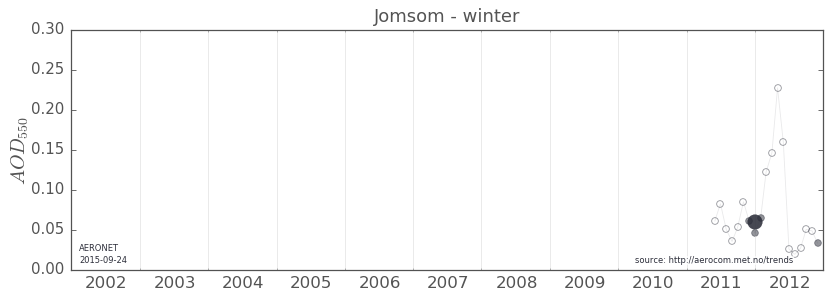 Jomsom - winter
0.30
0.25
0.20
0.15
0.10
0.05
0.00
AOD550
AERONET
2015-09-24
source: http://aerocom.met.no/trends
2002 2003 2004 2005 2006 2007 2008 2009 2010 2011 2012